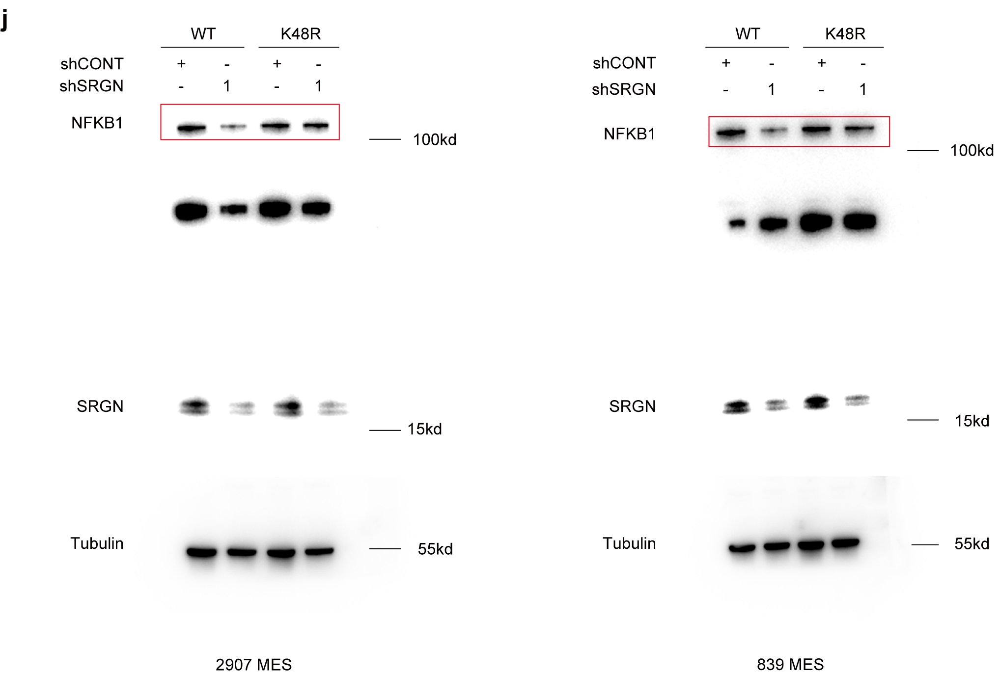 j
WT K48R
shCONT + - + -
shSRGN - 1 - 1
NFKB1
100kd
SRGN
15kd
Tubulin
55kd
2907 MES
WT K48R
shCONT + - + -
shSRGN - 1 - 1
NFKB1
100kd
SRGN
15kd
Tubulin
55kd
839 MES